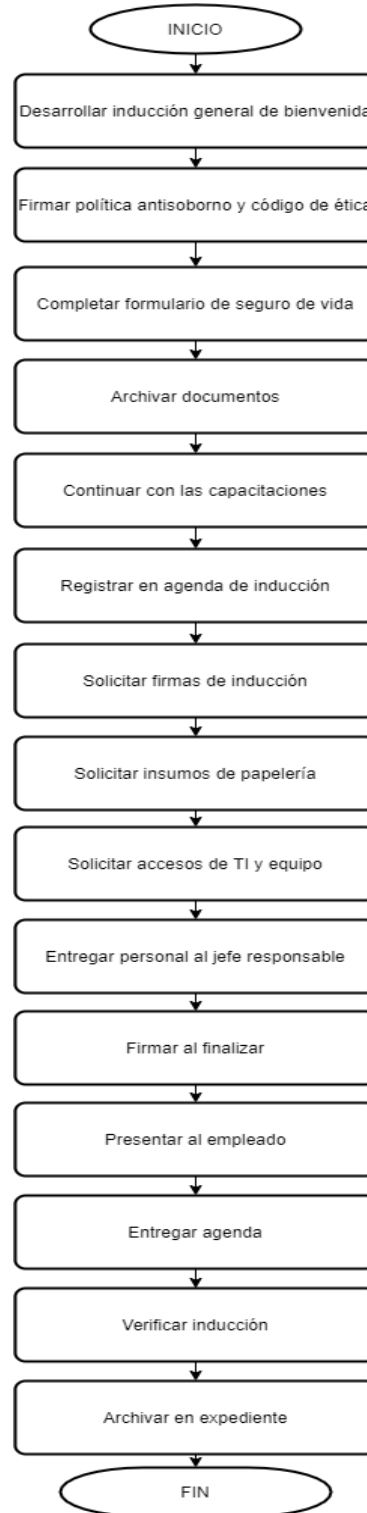 INICIO
Desarrollar inducción general de bienvenida
Firmar política antisoborno y código de ética
Completar formulario de seguro de vida
Archivar documentos
Continuar con las capacitaciones
Registrar en agenda de inducción
Solicitar firmas de inducción
Solicitar insumos de papelería
Solicitar accesos de TI y equipo
Entregar personal al jefe responsable
Firmar al finalizar
Presentar al empleado
Entregar agenda
Verificar inducción
Archivar en expediente
FIN